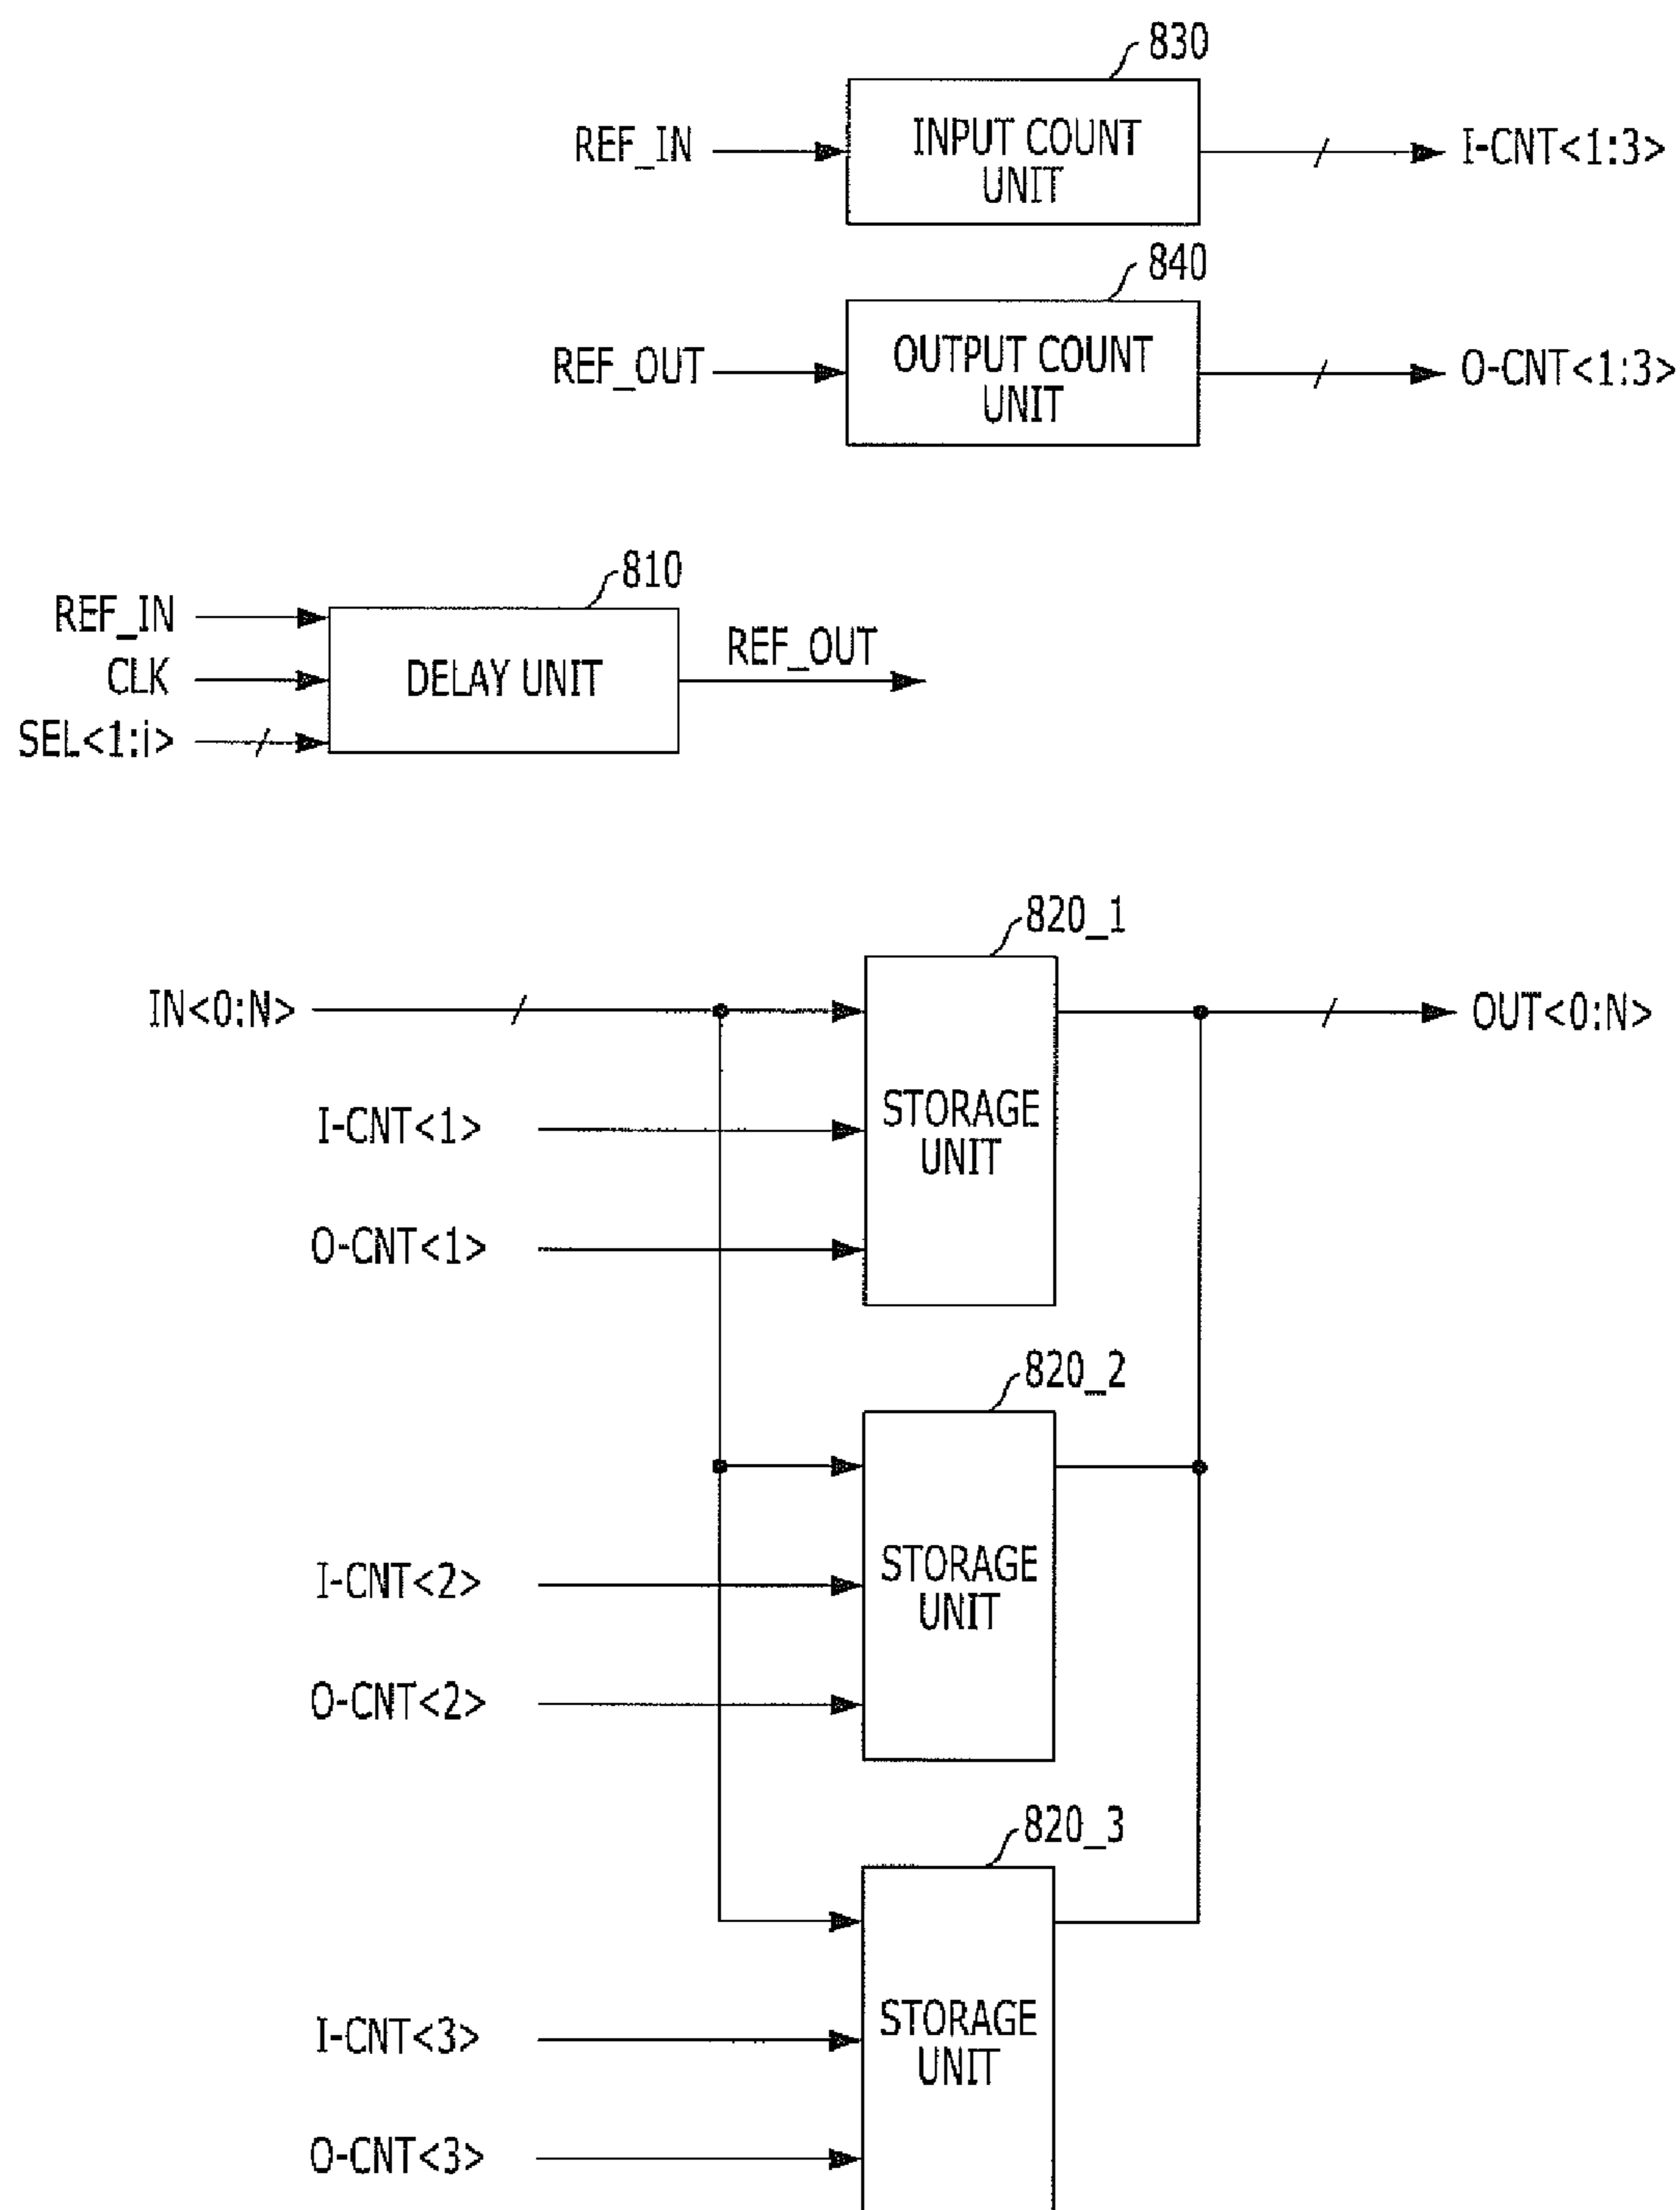 830
REF_IN
INPUT COUNT
UNIT
I-CNT<1:3>
840
REF_OUT
OUTPUT COUNT
UNIT
O-CNT<1:3>
810
REF_IN
CLK
SEL<1:i>
DELAY UNIT
REF_OUT
820_1
IN<0:N>
OUT<0:N>
I-CNT<1>
STORAGE
UNIT
O-CNT<1>
820_2
I-CNT<2>
STORAGE
UNIT
O-CNT<2>
820_3
I-CNT<3>
STORAGE
UNIT
O-CNT<3>